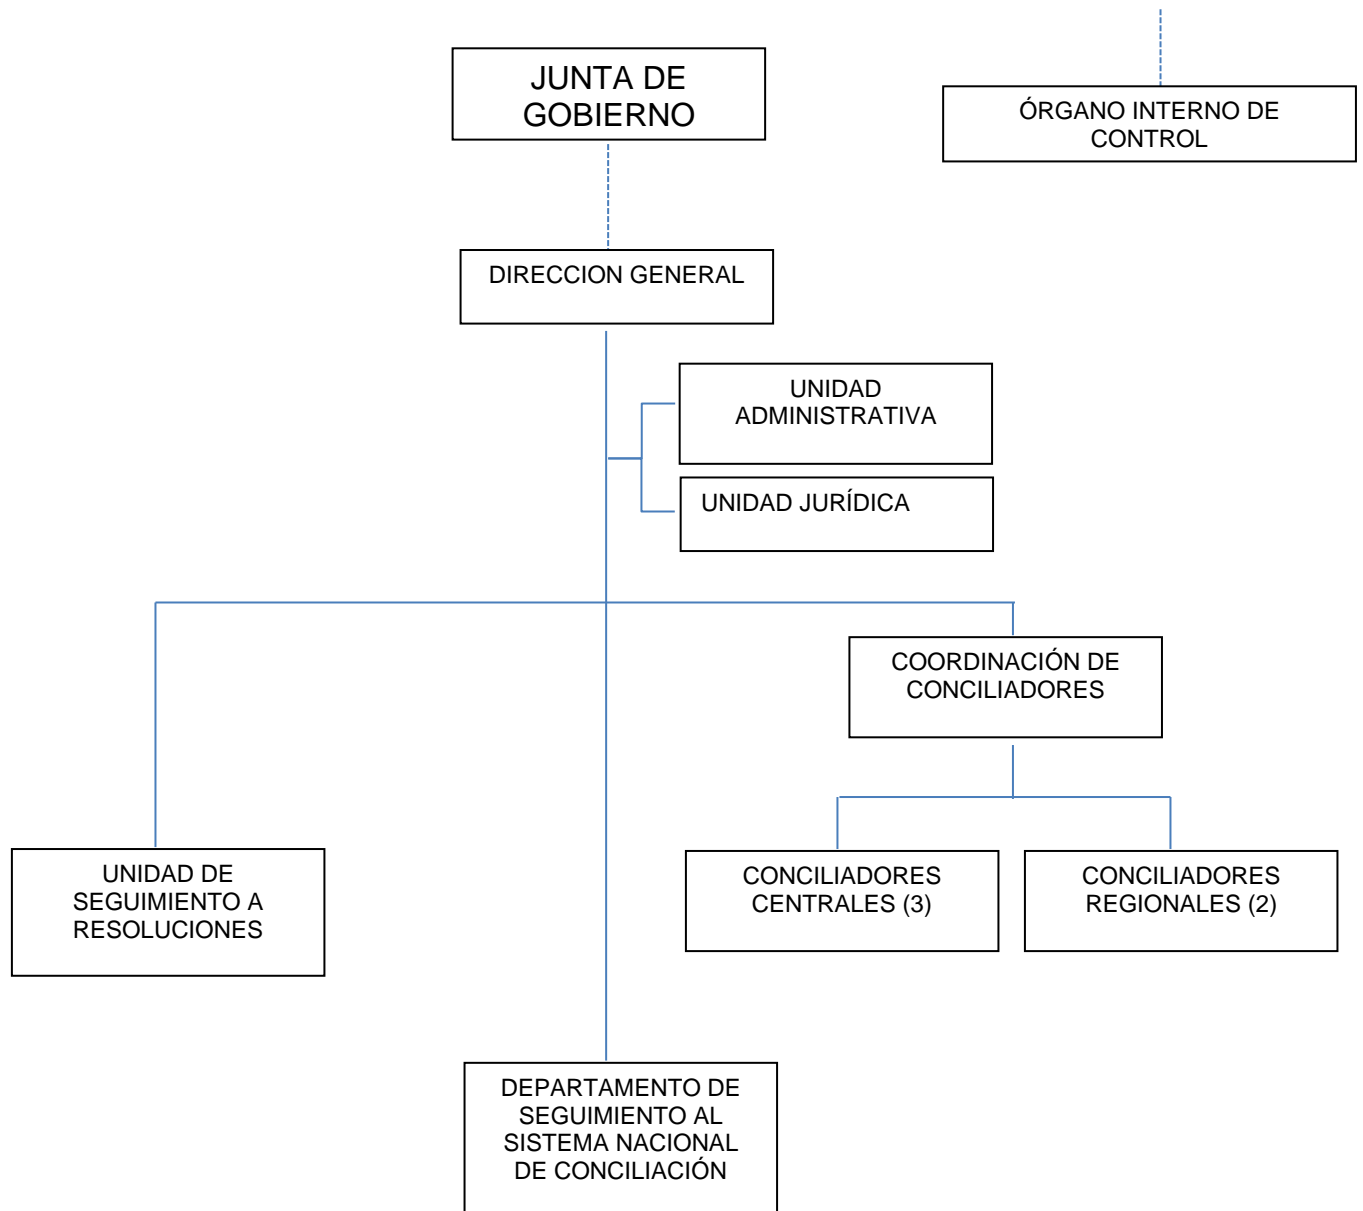 JUNTA DE
GOBIERNO
ÓRGANO INTERNO DE
CONTROL
DIRECCION GENERAL
UNIDAD
ADMINISTRATIVA
UNIDAD JURÍDICA
COORDINACIÓN DE
CONCILIADORES
UNIDAD DE
SEGUIMIENTO A
RESOLUCIONES
CONCILIADORES
CENTRALES (3)
CONCILIADORES
REGIONALES (2)
DEPARTAMENTO DE
SEGUIMIENTO AL
SISTEMA NACIONAL
DE CONCILIACIÓN